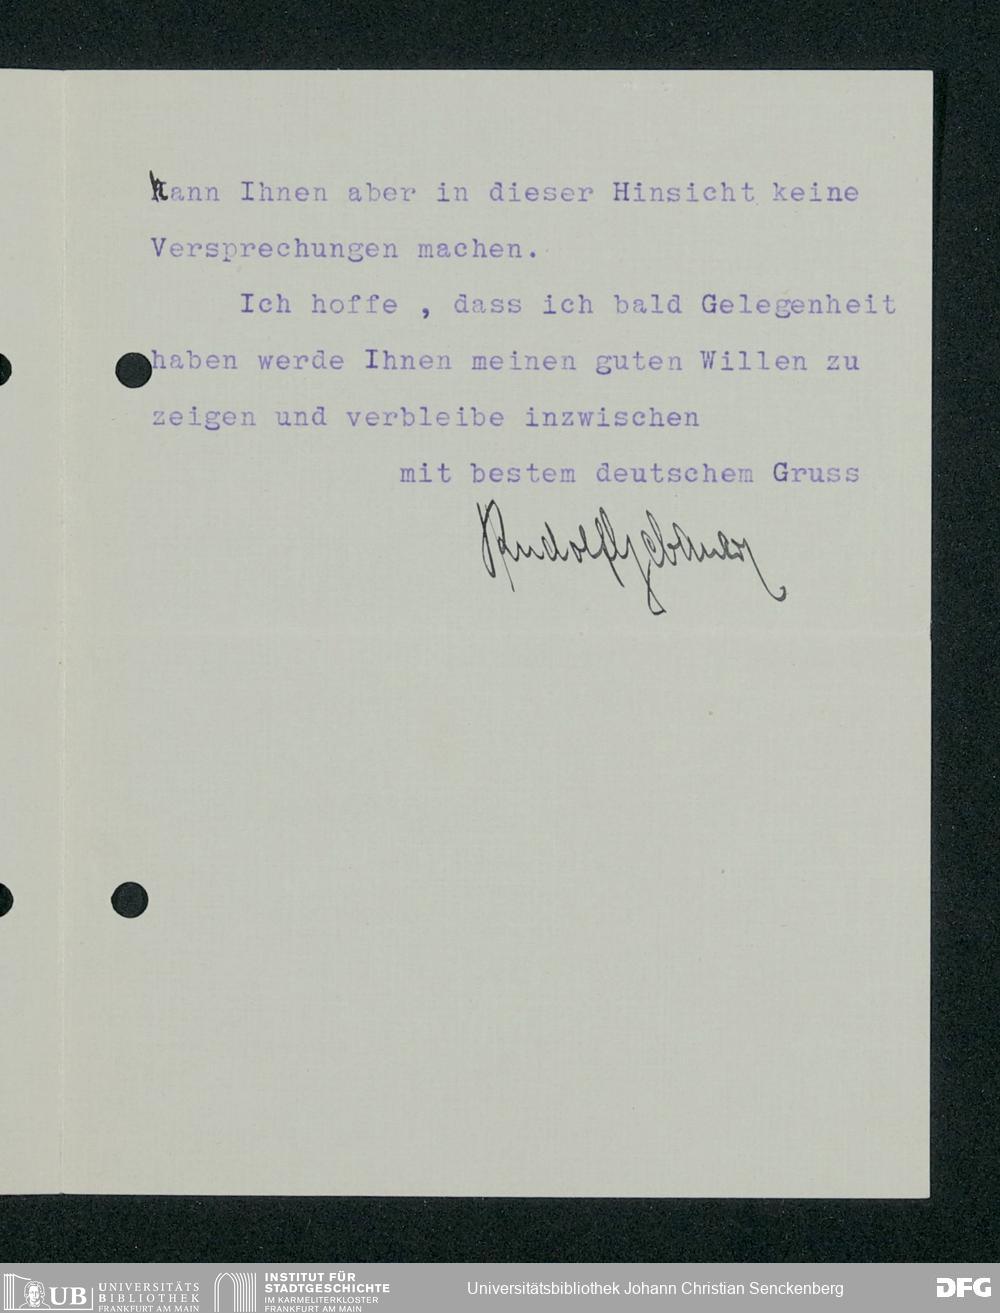 kann Ihnen aber in dieser Hinsicht keine
Versprechungen machen.
Ich hoffe , dass ich bald Gelegenheit
haben werde Ihnen meinen guten Willen zu
zeigen und verbleibe inzwischen
mit bestem deutschem Gruss
Rudolf
UB UNIVERSITÄTS
BIBLIOTHEK
FRANKFURT AM MAIN
INSTITUT FÜR
STADTGESCHICHTE
IM KARMELITERKLOSTER
FRANKFURT AM MAIN
Universitätsbibliothek Johann Christian Senckenberg
DFG